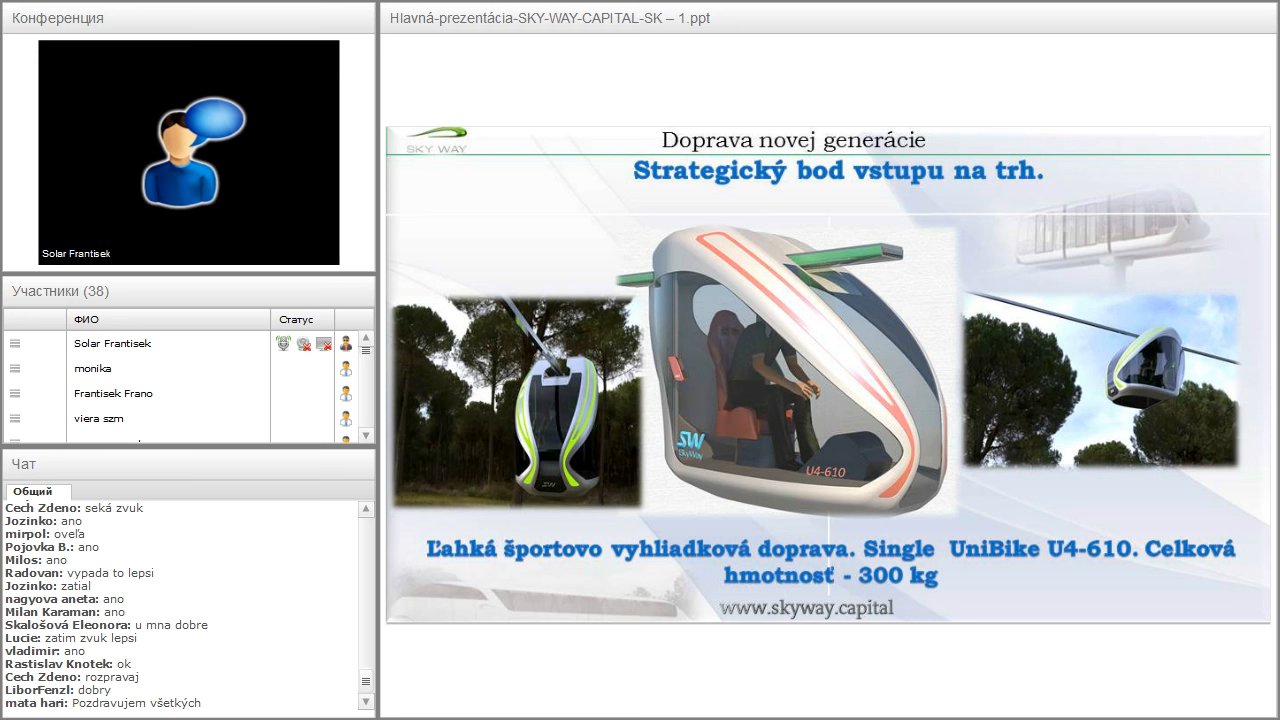 Конференция
Solar Frantisek
Участники (38)
ФИО Статус
Solar Frantisek
monika
Frantisek Frano
viera szm
Чат
Общий
Cech Zdeno: seká zvuk
Jozinko: ano
mirpol: oveľa
Pojovka B.: ano
Milos: ano
Radovan: vypada to lepsi
Jozinko: zatial
nagyova aneta: ano
Milan Karaman: ano
Skalošová Eleonora: u mna dobre
Lucie: zatim zvuk lepsi
vladimir: ano
Rastislav Knotek: ok
Cech Zdeno: rozpravaj
LiborFenzl: dobry
mata hari: Pozdravujem všetkých
Hlavná-prezentácia-SKY-WAY-CAPITAL-SK – 1.ppt
SKY WAY
Doprava novej generácie
Strategický bod vstupu na trh.
SW
SkyWay
U4-610
SW
Ľahká športovo vyhliadková doprava. Single UniBike U4-610. Celková
hmotnosť - 300 kg
www.skyway.capital